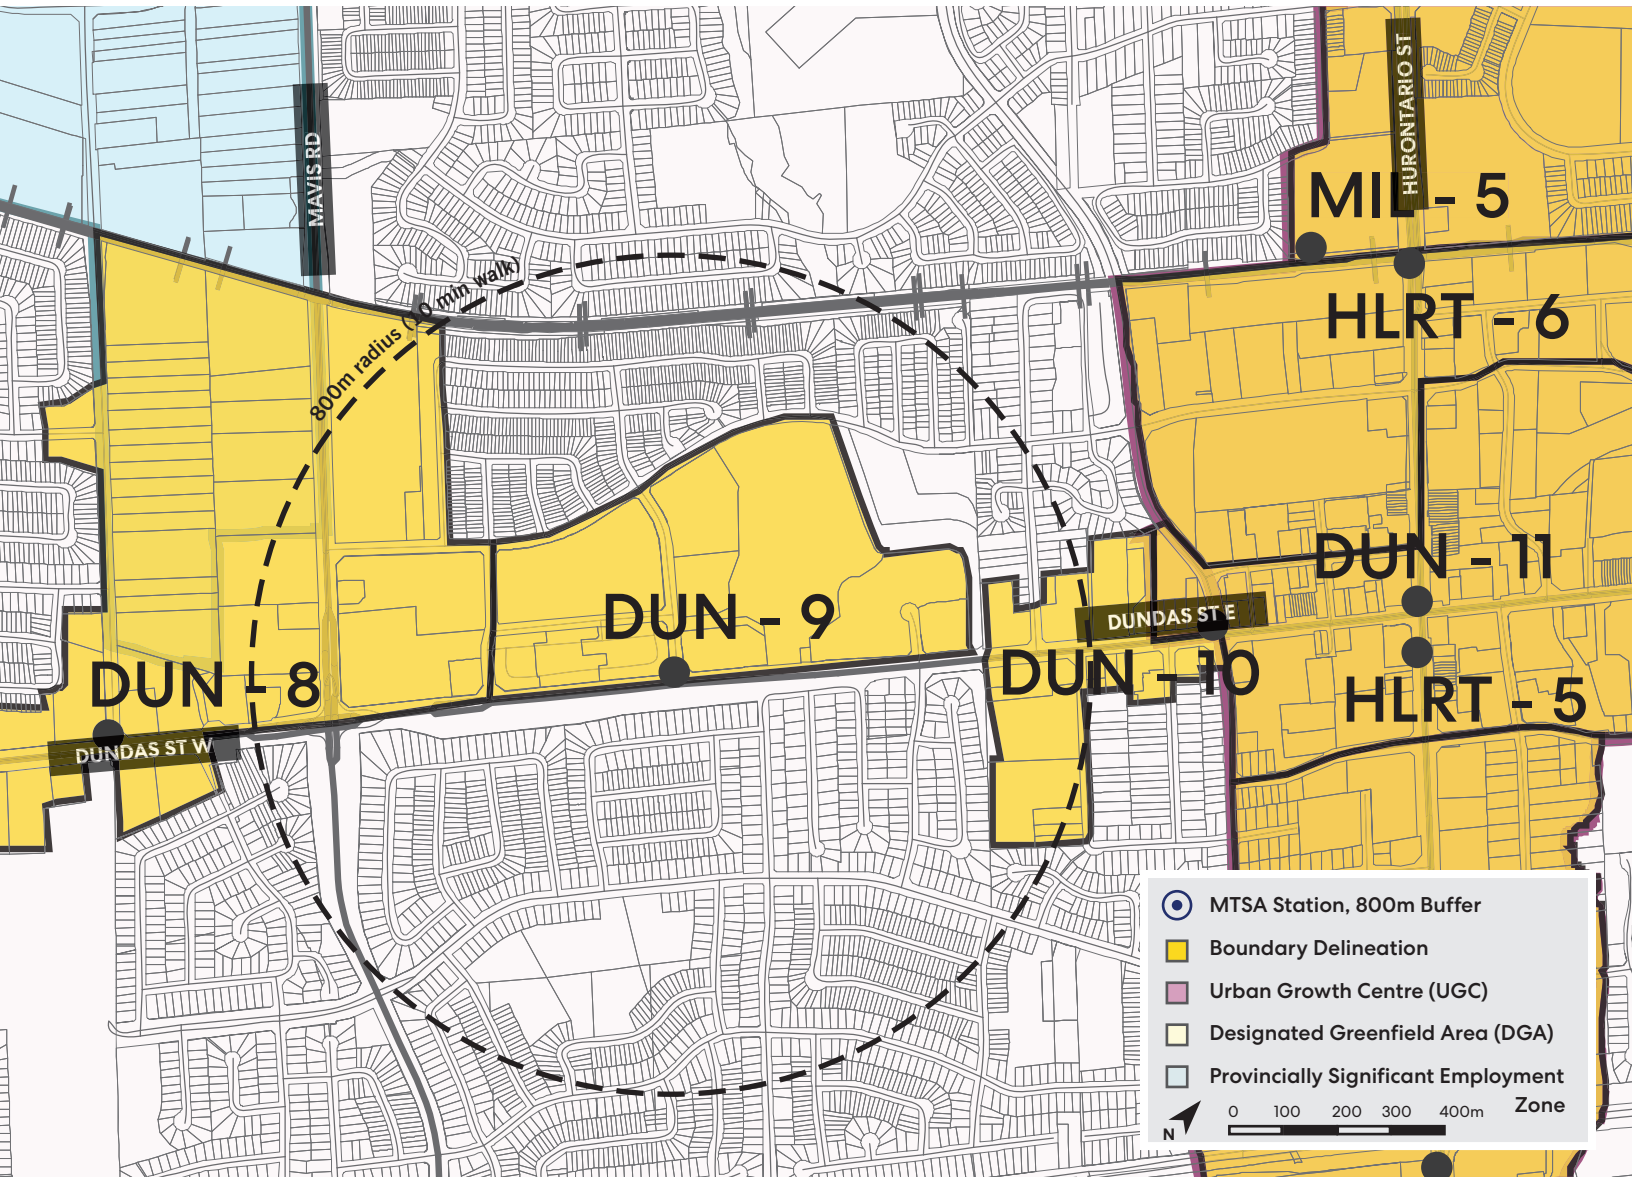 HURONTARIO ST
MAVIS RD
MIL - 5
800m radius (10 min walk)
HLRT - 6
DUN - 11
DUN - 9
DUNDAS ST E
DUN - 10
DUN - 8
HLRT - 5
DUNDAS ST W
MTSA Station, 800m Buffer
Boundary Delineation
Urban Growth Centre (UGC)
Designated Greenfield Area (DGA)
Provincially Significant Employment
Zone
N
0 100 200 300 400m